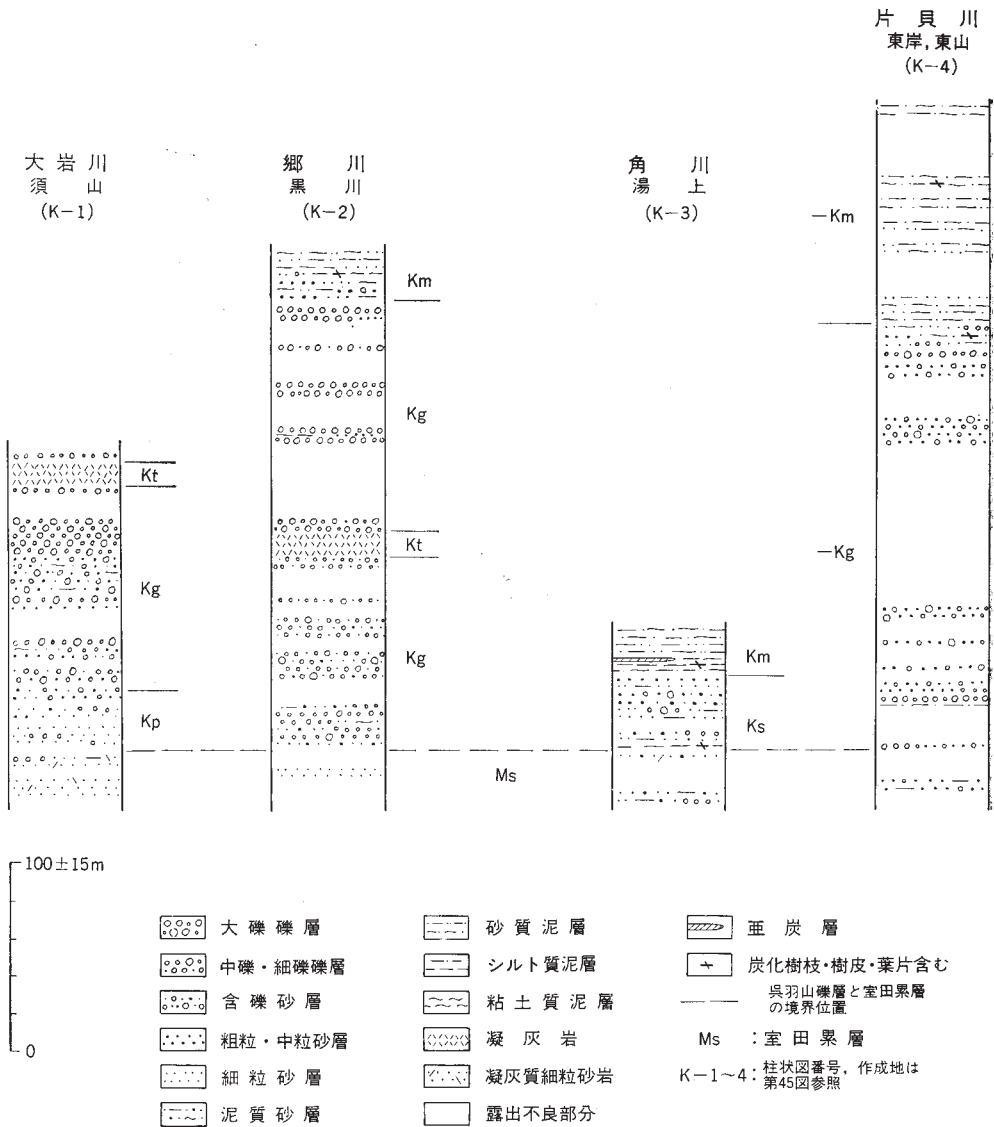 片貝川
東岸,東山
(K-4)
大岩川
須山
(K-1)
郷川
黒川
(K-2)
角川
湯上
(K-3)
Km
Kg
Kt
Kg
Kt
Kg
Kp
Km
Ks
Km
Kg
Ms
100±15m
0
大礫礫層
中礫・細礫礫層
含礫砂層
粗粒・中粒砂層
細粒砂層
泥質砂層
砂質泥層
シルト質泥層
粘土質泥層
凝灰岩
凝灰質細粒砂岩
露出不良部分
亜炭層
炭化樹枝・樹皮・葉片含む
呉羽山礫層と室田累層
の境界位置
Ms :室田累層
K-1~4:柱状図番号,作成地は
第45図参照